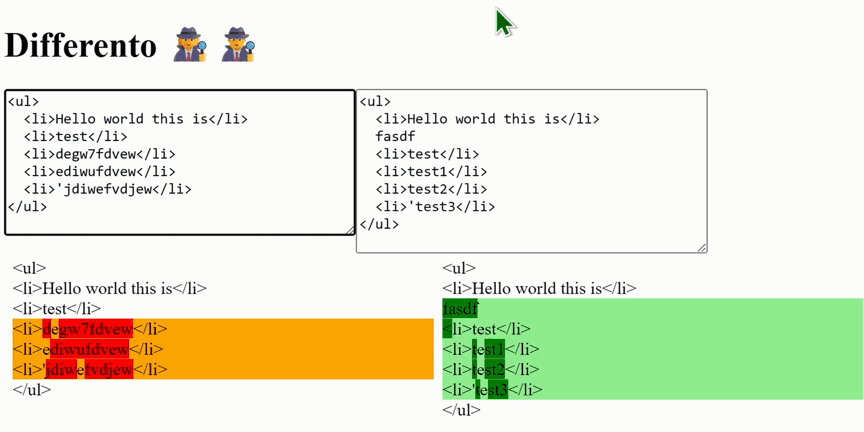 Differento 🕵️ 🕵️
<ul>
  <li>Hello world this is</li>
  <li>test</li>
  <li>degw7fdvew</li>
  <li>ediwufdvew</li>
  <li>'jdiwefvdjew</li>
</ul>
<ul>
  <li>Hello world this is</li>
  fasdf
  <li>test</li>
  <li>test1</li>
  <li>test2</li>
  <li>'test3</li>
</ul>
<ul>
<li>Hello world this is</li>
<li>test</li>
<li>degw7fdvew</li>
<li>ediwufdvew</li>
<li>'jdiwefvdjew</li>
</ul>
<ul>
<li>Hello world this is</li>
fasdf
<li>test</li>
<li>test1</li>
<li>test2</li>
<li>'test3</li>
</ul>